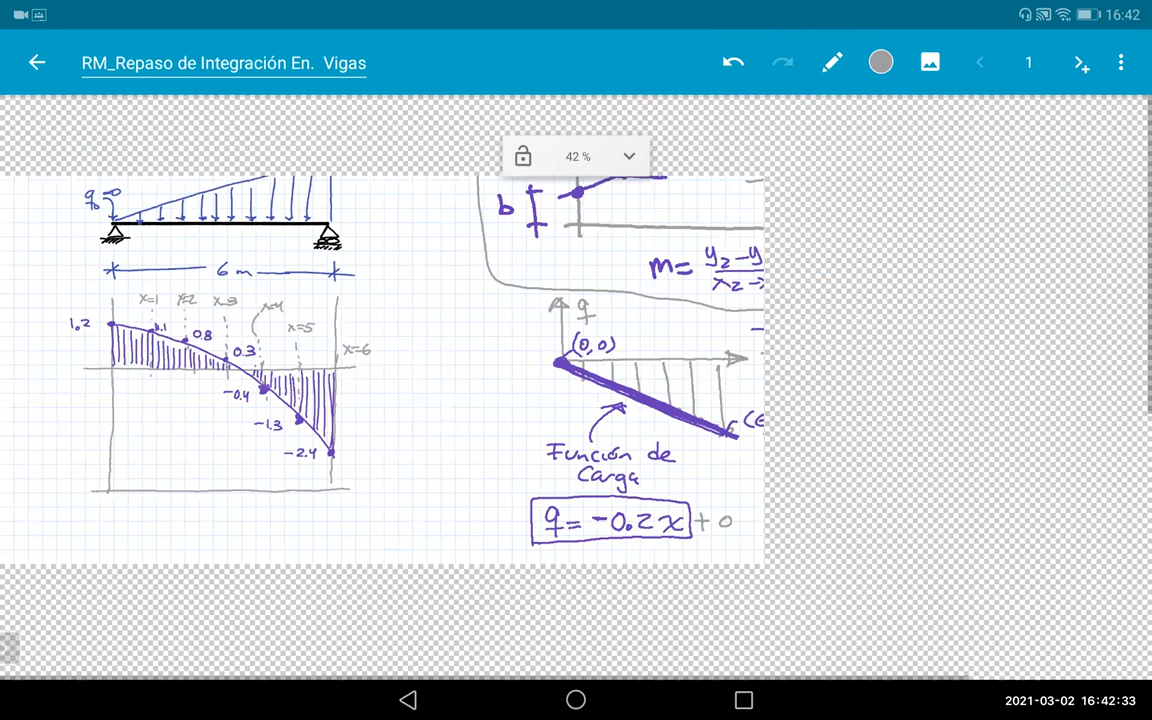 16:42
RM_Repaso de Integración En. Vigas
1
42 %
q₀=0
6 m
x=1
x=2
x=3
x=4
x=5
x=6
1.2
1.1
0.8
0.3
-0.4
-1.3
-2.4
b
m= y₂-y
x₂-
q
(0,0)
Función de
Carga
q= -0.2x + 0
2021-03-02 16:42:33